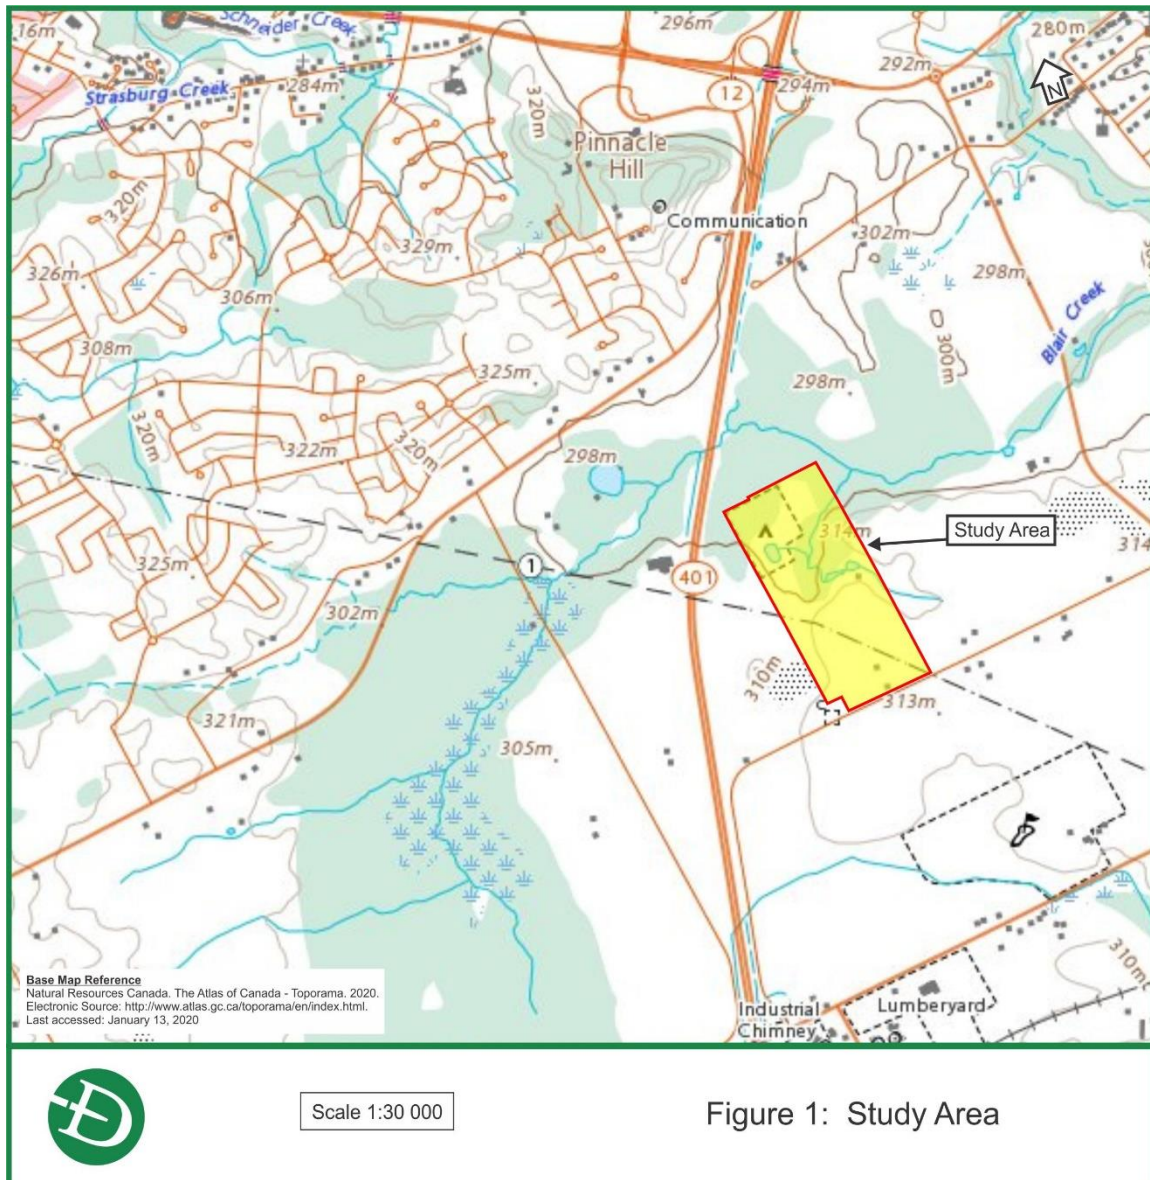 296m
280m
16m
Schneider Creek
292m
N
Strasburg Creek
284m
12
294m
320m
Pinnacle
Hill
320m
Communication
302m
329m
326m
298m
306m
Blair Creek
300m
308m
325m
298m
320m
322m
320m
298m
314m
Study Area
314
325m
1
401
302m
310m
313m
321m
305m
310m
Base Map Reference
Natural Resources Canada. The Atlas of Canada - Toporama. 2020.
Electronic Source: http://www.atlas.gc.ca/toporama/en/index.html.
Last accessed: January 13, 2020
Industrial
Chimney
Lumberyard
Đ
Scale 1:30 000
Figure 1: Study Area